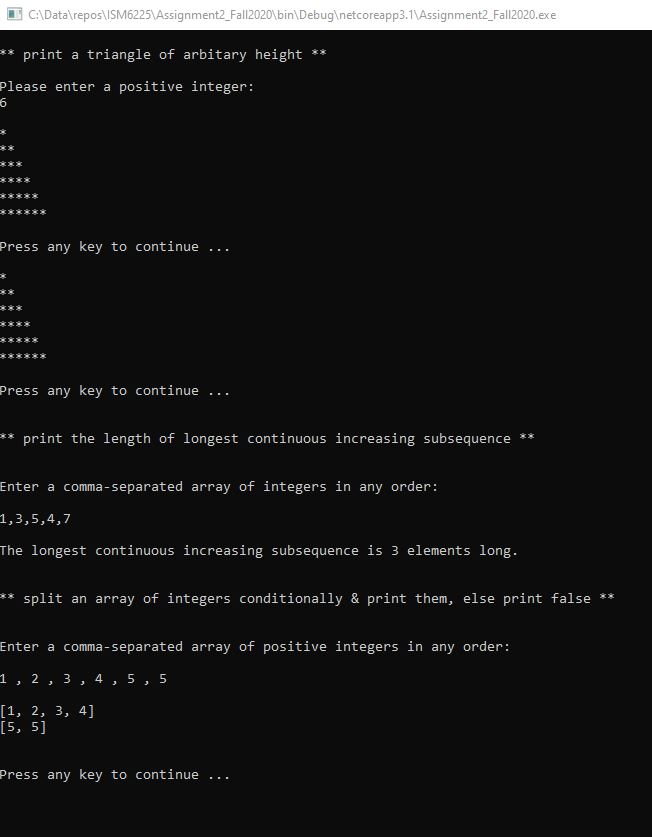 C:\Data\repos\ISM6225\Assignment2_Fall2020\bin\Debug\netcoreapp3.1\Assignment2_Fall2020.exe
** print a triangle of arbitary height **
Please enter a positive integer:
6
*
**
***
****
*****
******
Press any key to continue ...
*
**
***
****
*****
******
Press any key to continue ...
** print the length of longest continuous increasing subsequence **
Enter a comma-separated array of integers in any order:
1,3,5,4,7
The longest continuous increasing subsequence is 3 elements long.
** split an array of integers conditionally & print them, else print false **
Enter a comma-separated array of positive integers in any order:
1 , 2 , 3 , 4 , 5 , 5
[1, 2, 3, 4]
[5, 5]
Press any key to continue ...